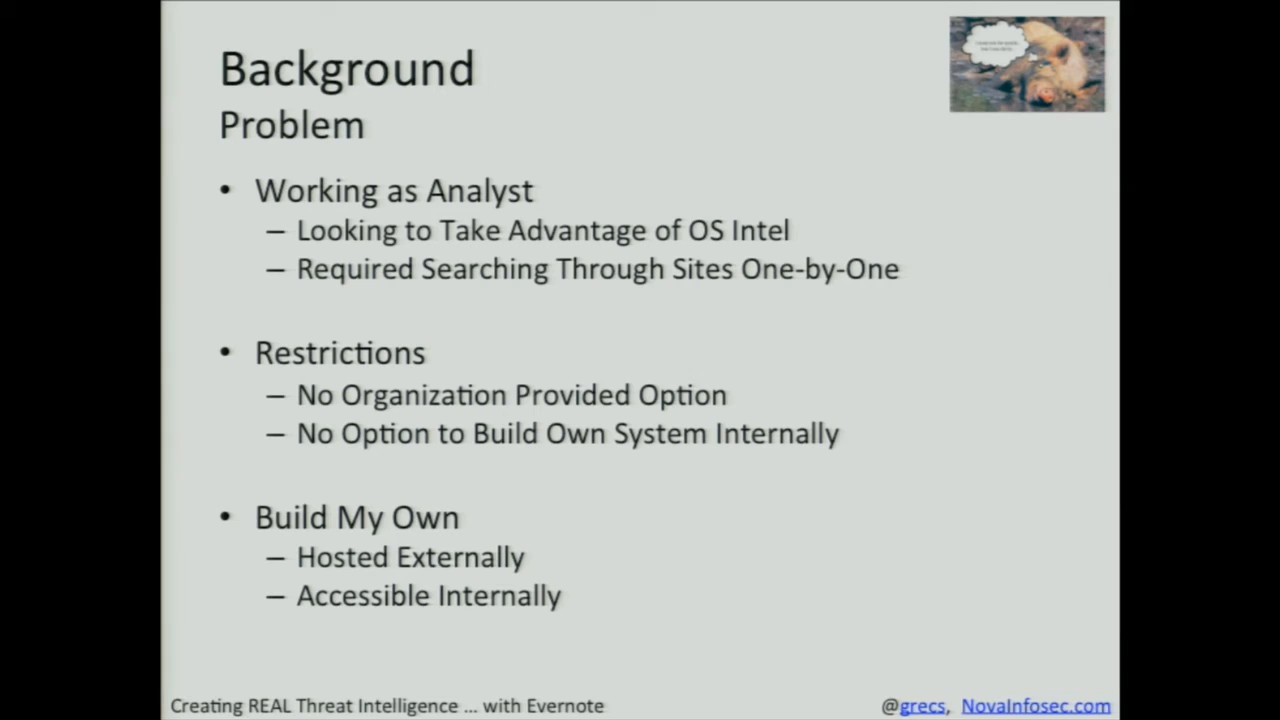 Background
Problem
• Working as Analyst
– Looking to Take Advantage of OS Intel
– Required Searching Through Sites One-by-One
• Restrictions
– No Organization Provided Option
– No Option to Build Own System Internally
• Build My Own
– Hosted Externally
– Accessible Internally
Creating REAL Threat Intelligence ... with Evernote
@grecs, NovaInfosec.com